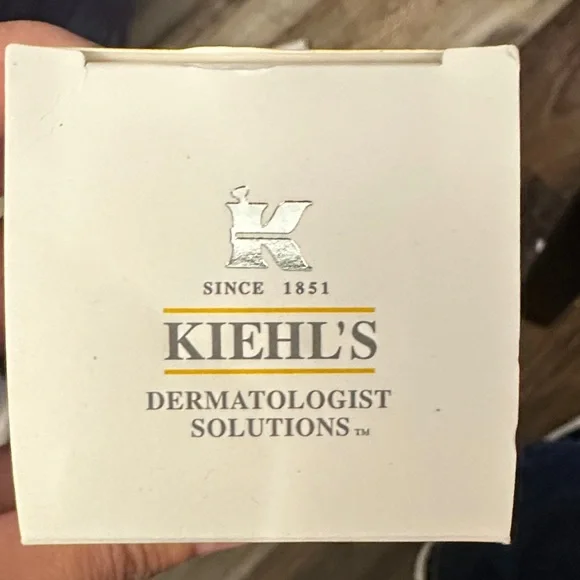 K
SINCE 1851
KIEHL'S
DERMATOLOGIST
SOLUTIONS™